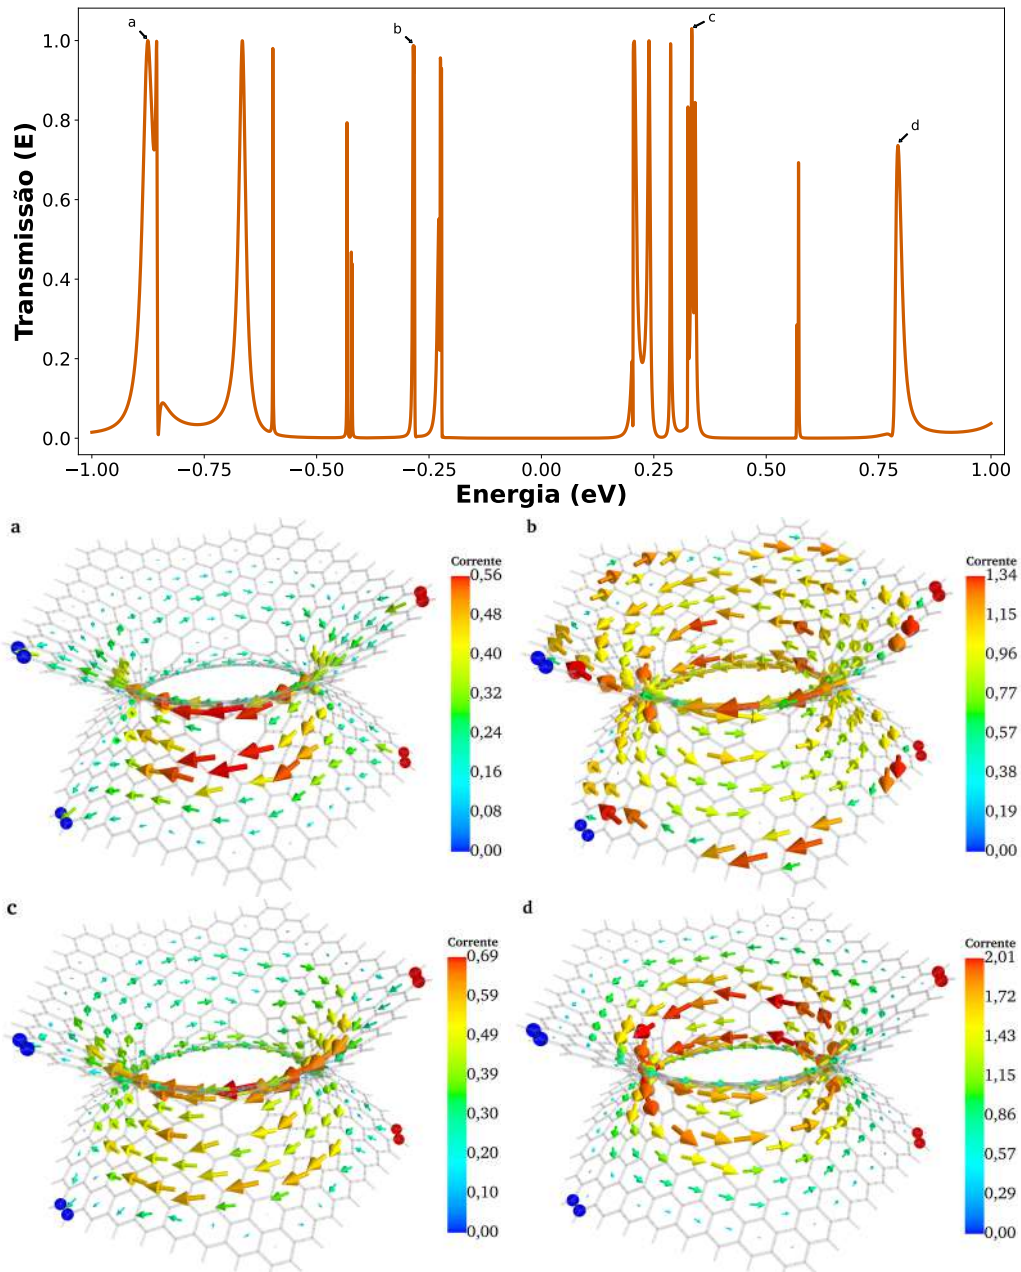 a
b
c
d
Transmissão (E)
1.0
0.8
0.6
0.4
0.2
0.0
−1.00 −0.75 −0.50 −0.25 0.00 0.25 0.50 0.75 1.00
Energia (eV)
a
Corrente
0,56
0,48
0,40
0,32
0,24
0,16
0,08
0,00
b
Corrente
1,34
1,15
0,96
0,77
0,57
0,38
0,19
0,00
c
Corrente
0,69
0,59
0,49
0,39
0,30
0,20
0,10
0,00
d
Corrente
2,01
1,72
1,43
1,15
0,86
0,57
0,29
0,00